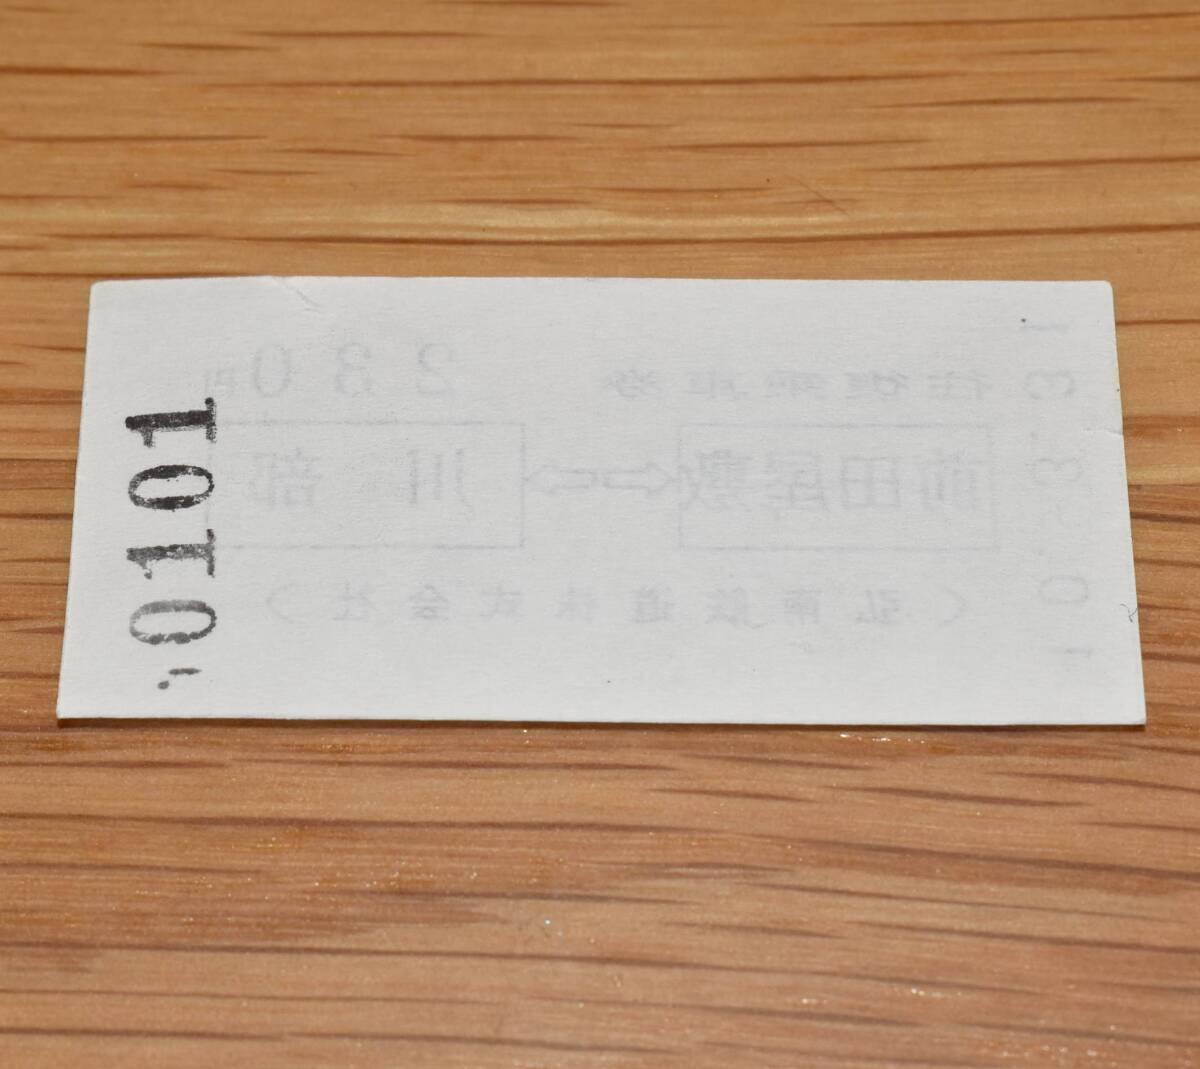 0101
往復乗車券 230円
前田屋敷 ⇔ 川部
(弘南鉄道株式会社)